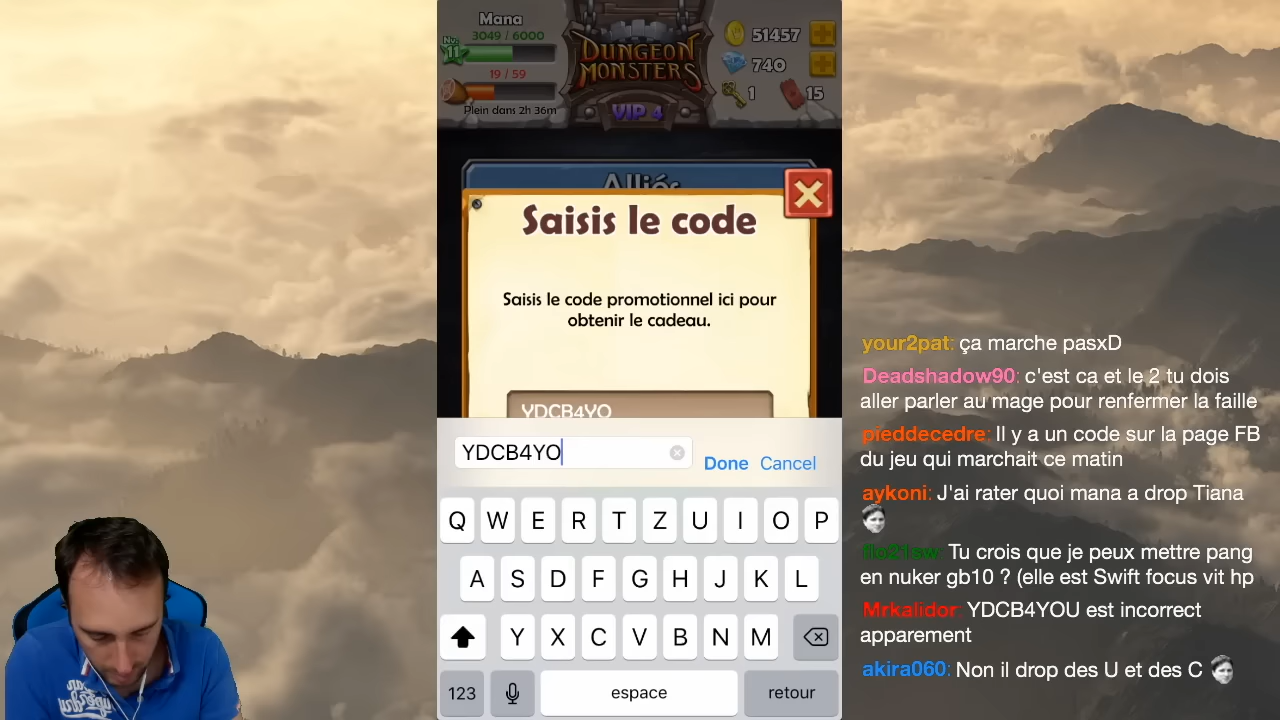 Mana
3049 / 6000
Nv.
11
19 / 59
Plein dans 2h 36m
DUNGEON
MONSTERS
VIP 4
51457
740
1
15
Alliés
Saisis le code
Saisis le code promotionnel ici pour
obtenir le cadeau.
YDCB4YO
YDCB4YO
Done Cancel
Q W E R T Z U I O P
A S D F G H J K L
Y X C V B N M
123 espace retour
your2pat: ça marche pasxD
Deadshadow90: c'est ca et le 2 tu dois
aller parler au mage pour renfermer la faille
pieddecedre: Il y a un code sur la page FB
du jeu qui marchait ce matin
aykoni: J'ai rater quoi mana a drop Tiana
flo21sw: Tu crois que je peux mettre pang
en nuker gb10 ? (elle est Swift focus vit hp
Mrkalidor: YDCB4YOU est incorrect
apparement
akira060: Non il drop des U et des C